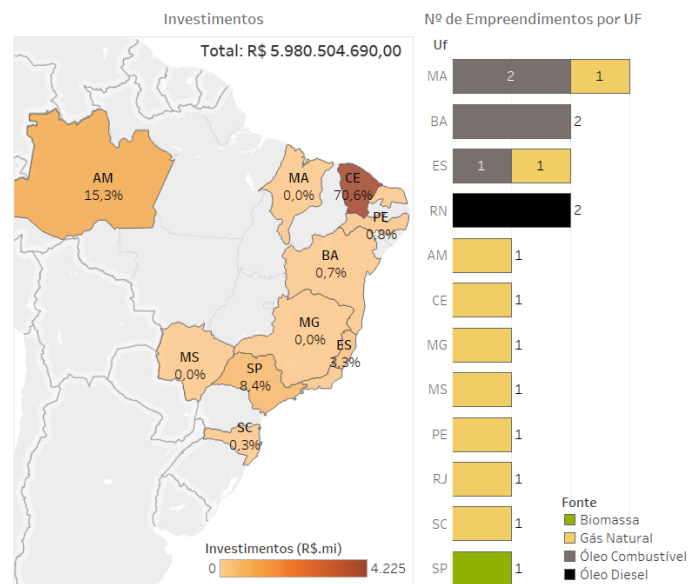 Investimentos
Total: R$ 5.980.504.690,00
AM
15,3%
MA
0,0%
CE
70,6%
PE
0,8%
BA
0,7%
MG
0,0%
ES
3,3%
MS
0,0%
SP
8,4%
SC
0,3%
Investimentos (R$.mi)
0 4.225
Nº de Empreendimentos por UF
Uf
MA 2 1
BA 2
ES 1 1
RN 2
AM 1
CE 1
MG 1
MS 1
PE 1
RJ 1
SC 1
SP 1
Fonte
Biomassa
Gás Natural
Óleo Combustível
Óleo Diesel